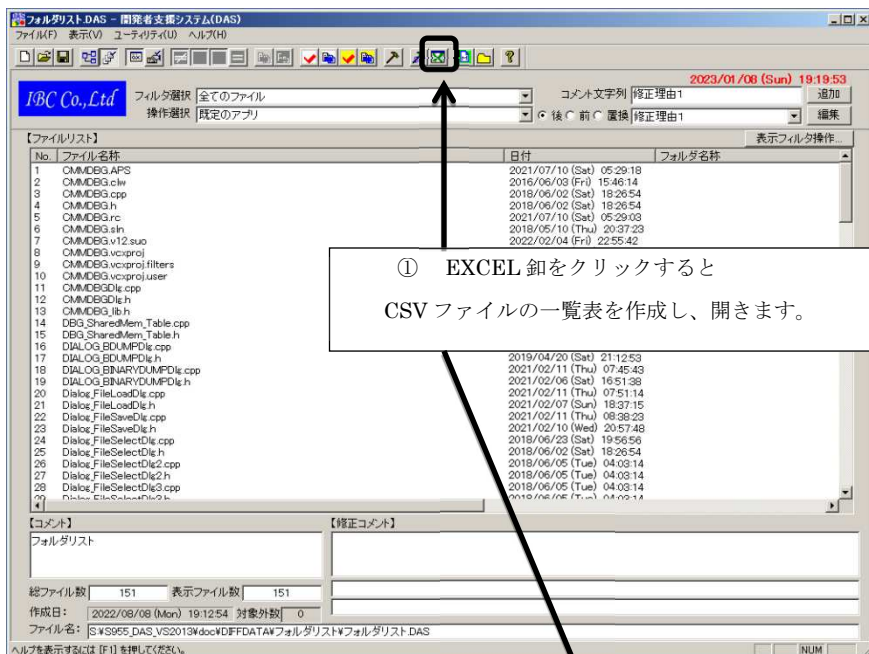 フォルダリスト.DAS - 開発者支援システム(DAS)
ファイル(F) 表示(V) ユーティリティ(U) ヘルプ(H)
2023/01/08 (Sun) 19:19:53
IBC Co.,Ltd
フィルタ選択 全てのファイル
コメント文字列 修正理由1 追加
操作選択 既定のアプリ
後 前 置換 修正理由1 編集
【ファイルリスト】 表示フィルタ操作...
No. ファイル名称 日付 フォルダ名称
1 CMMDBG.APS 2021/07/10 (Sat) 05:29:18
2 CMMDBG.clw 2016/06/03 (Fri) 15:46:14
3 CMMDBG.cpp 2018/06/02 (Sat) 18:26:54
4 CMMDBG.h 2018/06/02 (Sat) 18:26:54
5 CMMDBG.rc 2021/07/10 (Sat) 05:29:03
6 CMMDBG.sln 2018/05/10 (Thu) 20:37:23
7 CMMDBG.v12.suo 2022/02/04 (Fri) 22:55:42
8 CMMDBG.vcxproj
9 CMMDBG.vcxproj.filters
10 CMMDBG.vcxproj.user
11 CMMDBGDlg.cpp
12 CMMDBGDlg.h
13 CMMDBG_lib.h
14 DBG_SharedMem_Table.cpp
15 DBG_SharedMem_Table.h
16 DIALOG_BDUMPDlg.cpp
17 DIALOG_BDUMPDlg.h 2019/04/20 (Sat) 21:12:53
18 DIALOG_BINARYDUMPDlg.cpp 2021/02/11 (Thu) 07:45:43
19 DIALOG_BINARYDUMPDlg.h 2021/02/06 (Sat) 16:51:38
20 Dialog_FileLoadDlg.cpp 2021/02/11 (Thu) 07:51:14
21 Dialog_FileLoadDlg.h 2021/02/07 (Sun) 18:37:15
22 Dialog_FileSaveDlg.cpp 2021/02/11 (Thu) 08:38:23
23 Dialog_FileSaveDlg.h 2021/02/10 (Wed) 20:57:48
24 Dialog_FileSelectDlg.cpp 2018/06/23 (Sat) 19:56:56
25 Dialog_FileSelectDlg.h 2018/06/02 (Sat) 18:26:54
26 Dialog_FileSelectDlg2.cpp 2018/06/05 (Tue) 04:03:14
27 Dialog_FileSelectDlg2.h 2018/06/05 (Tue) 04:03:14
28 Dialog_FileSelectDlg3.cpp 2018/06/05 (Tue) 04:03:14
29 Dialog_FileSelectDlg3.h 2018/06/05 (Tue) 04:03:14
① EXCEL 釦をクリックすると
CSV ファイルの一覧表を作成し、開きます。
【コメント】 【修正コメント】
フォルダリスト
総ファイル数 151 表示ファイル数 151
作成日： 2022/08/08 (Mon) 19:12:54 対象外数 0
ファイル名： S:¥S955_DAS_VS2013¥doc¥DIFFDATA¥フォルダリスト¥フォルダリスト.DAS
ヘルプを表示するには [F1] を押してください。 NUM